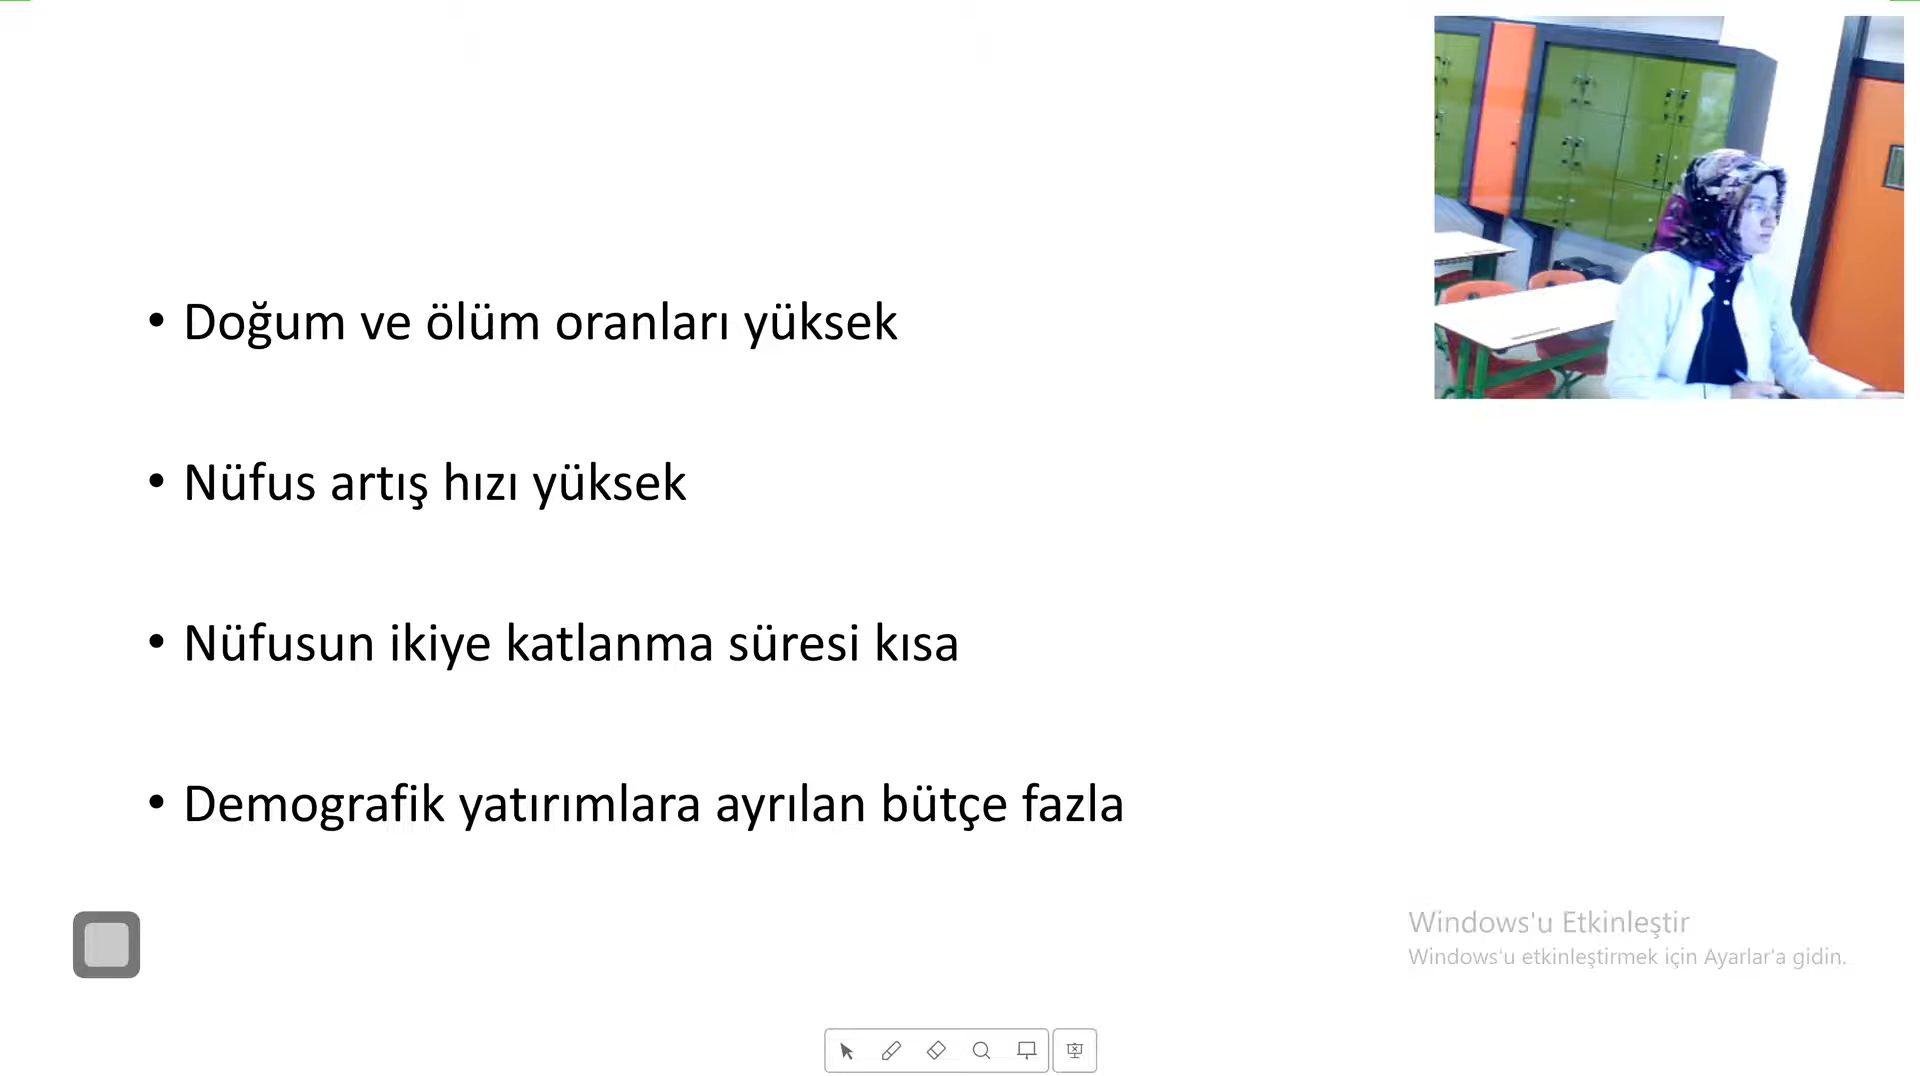 • Doğum ve ölüm oranları yüksek
• Nüfus artış hızı yüksek
• Nüfusun ikiye katlanma süresi kısa
• Demografik yatırımlara ayrılan bütçe fazla
Windows'u Etkinleştir
Windows'u etkinleştirmek için Ayarlar'a gidin.